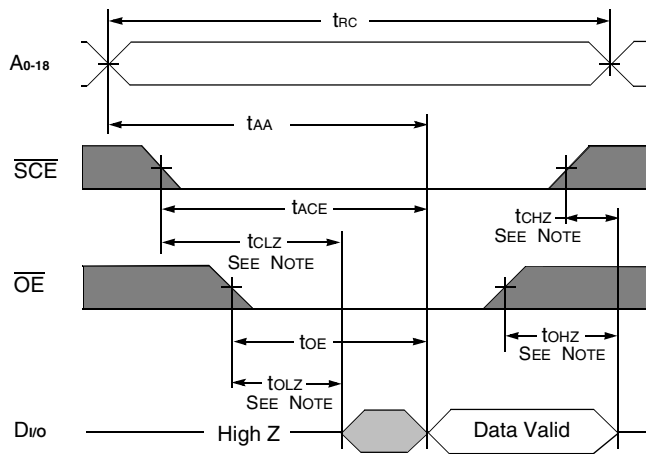 tRC
A0-18
tAA
SCE
tACE
tCLZ
SEE NOTE
tCHZ
SEE NOTE
OE
tOE
tOHZ
SEE NOTE
tOLZ
SEE NOTE
DI/O
High Z
Data Valid